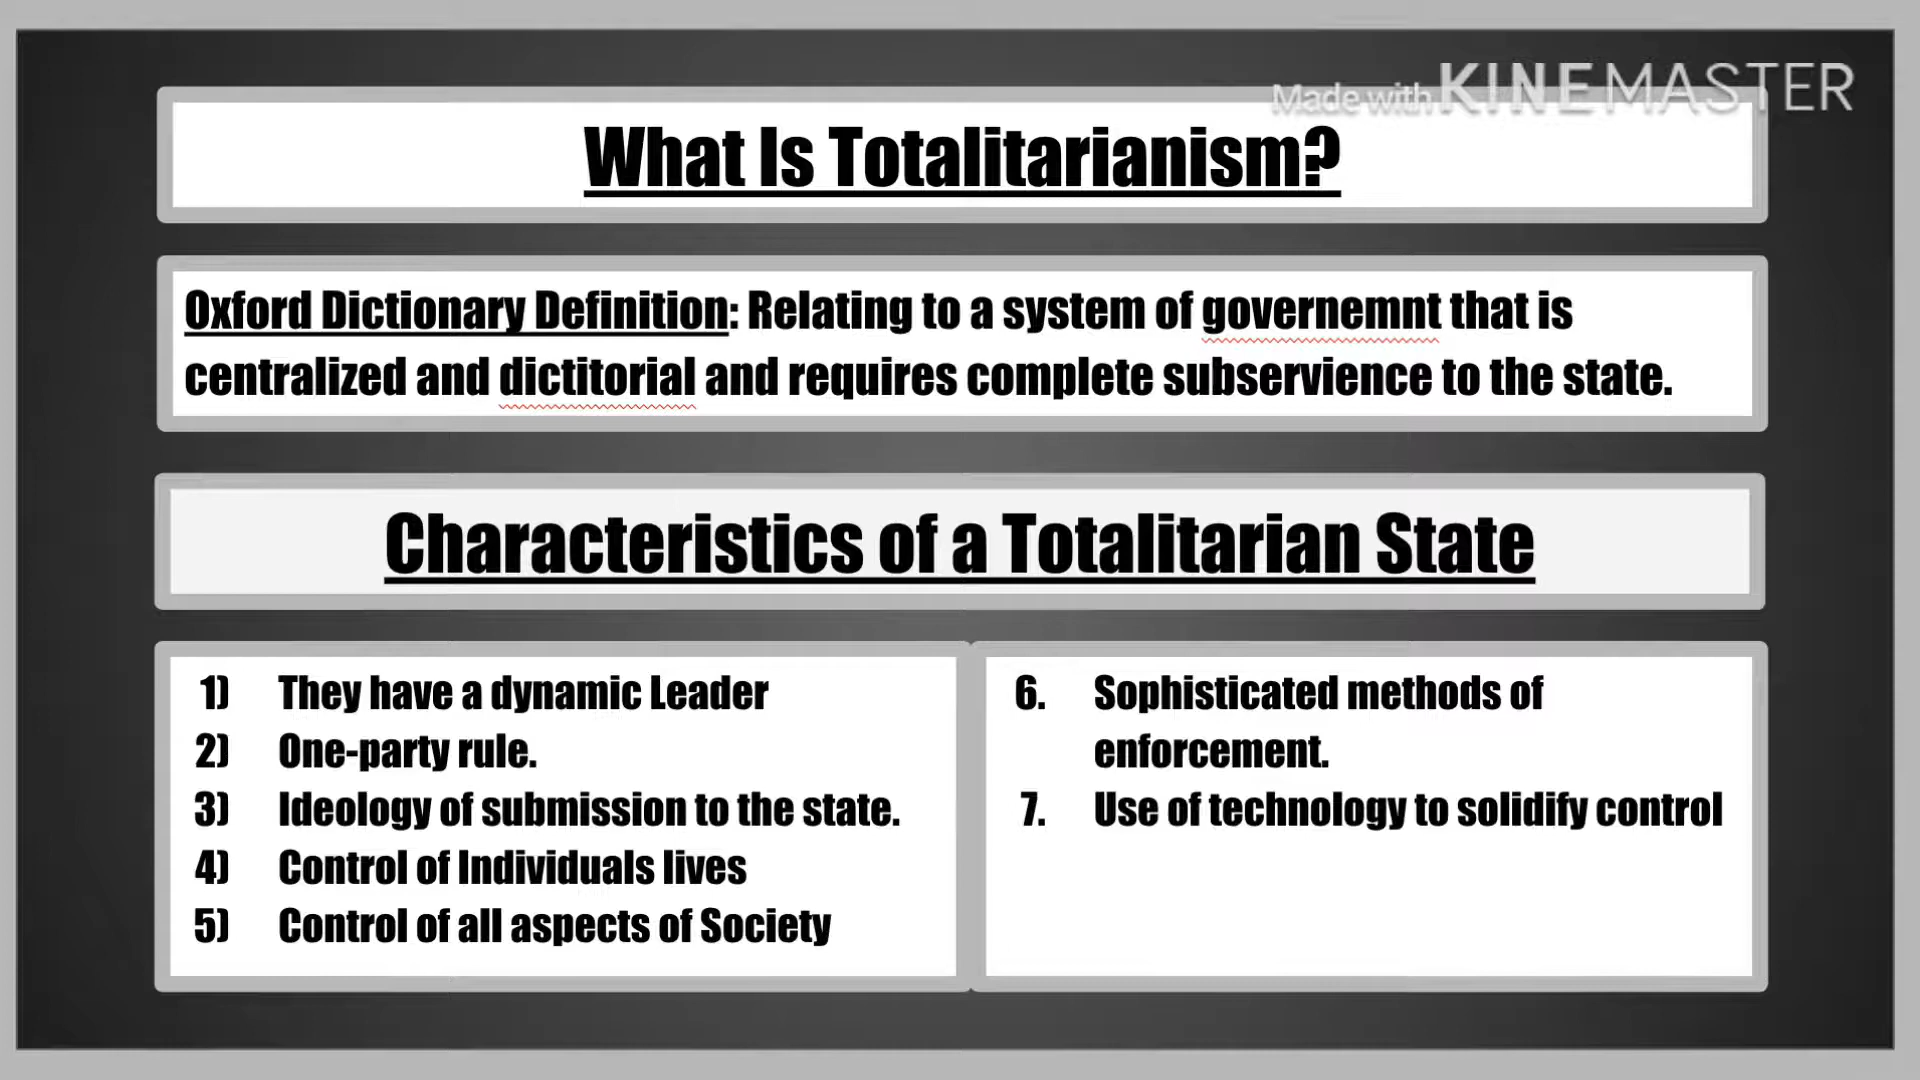 Made with KINEMASTER
What Is Totalitarianism?
Oxford Dictionary Definition: Relating to a system of governemnt that is
centralized and dictitorial and requires complete subservience to the state.
Characteristics of a Totalitarian State
1) They have a dynamic Leader
2) One-party rule.
3) Ideology of submission to the state.
4) Control of Individuals lives
5) Control of all aspects of Society
6. Sophisticated methods of
enforcement.
7. Use of technology to solidify control